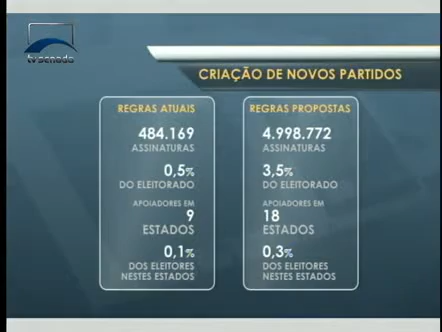 tv senado
CRIAÇÃO DE NOVOS PARTIDOS
REGRAS ATUAIS
484.169
ASSINATURAS
0,5%
DO ELEITORADO
APOIADORES EM
9
ESTADOS
0,1%
DOS ELEITORES
NESTES ESTADOS
REGRAS PROPOSTAS
4.998.772
ASSINATURAS
3,5%
DO ELEITORADO
APOIADORES EM
18
ESTADOS
0,3%
DOS ELEITORES
NESTES ESTADOS